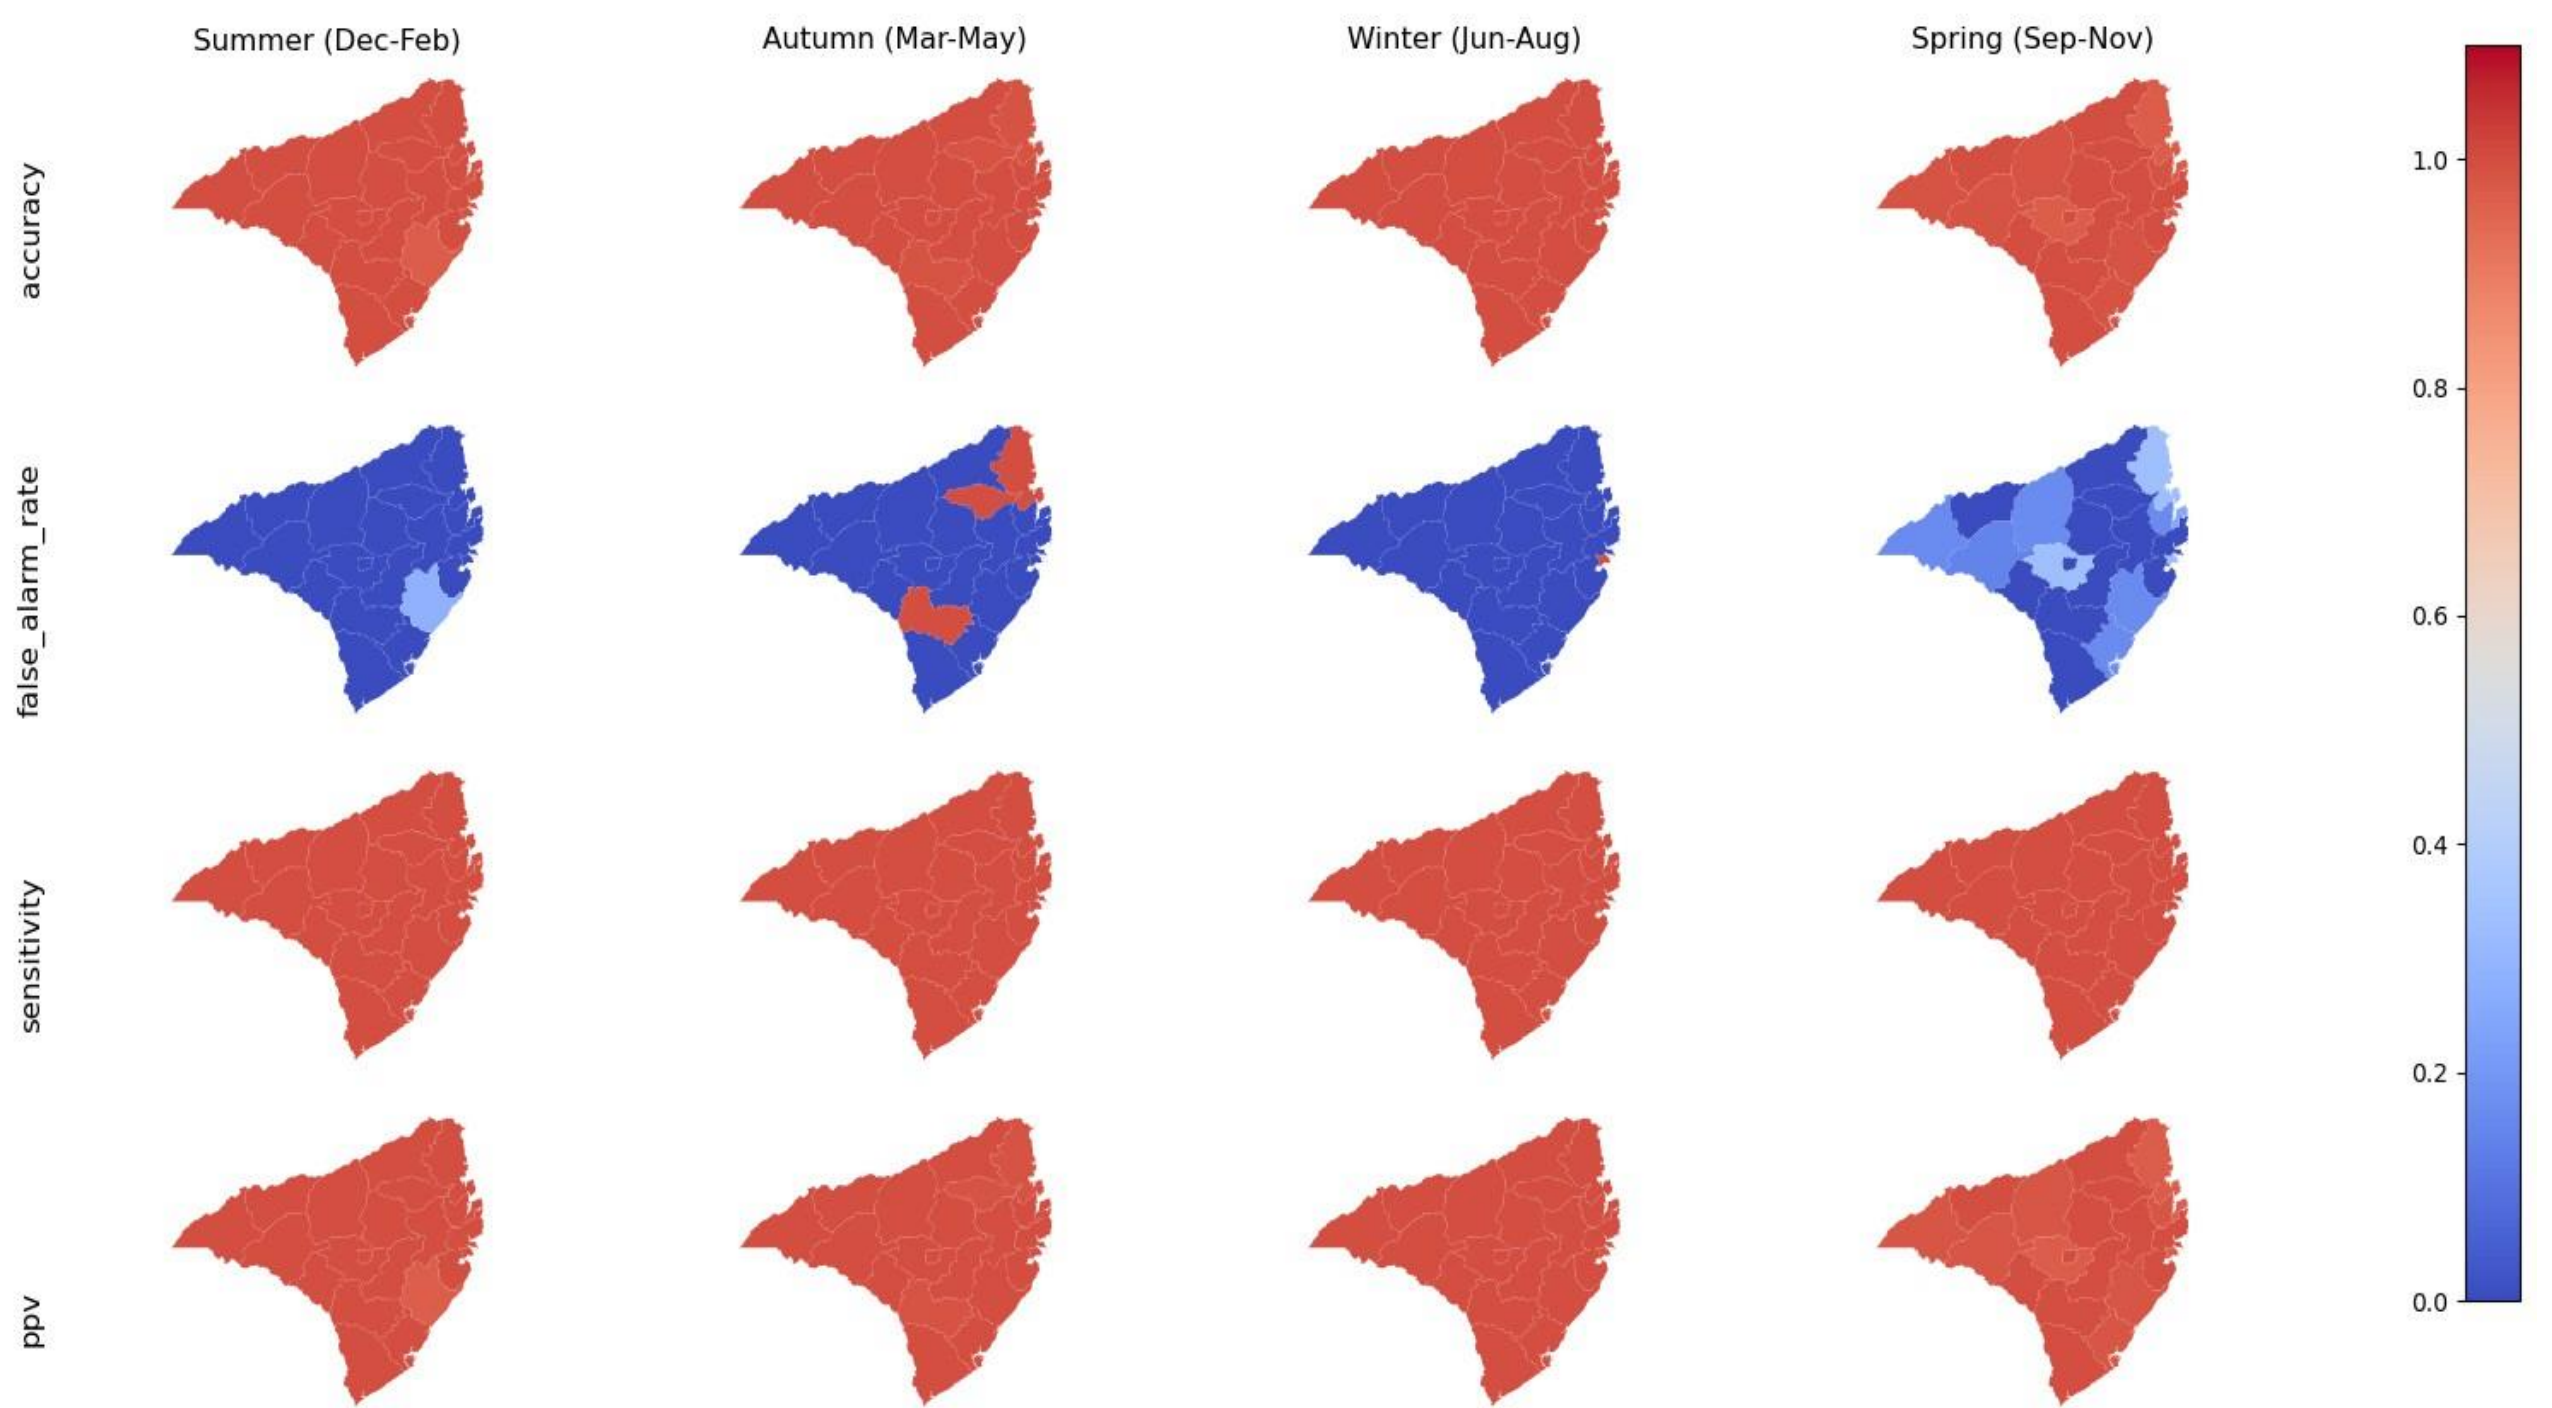 Summer (Dec-Feb)
Autumn (Mar-May)
Winter (Jun-Aug)
Spring (Sep-Nov)
accuracy
false_alarm_rate
sensitivity
ppv
1.0
0.8
0.6
0.4
0.2
0.0